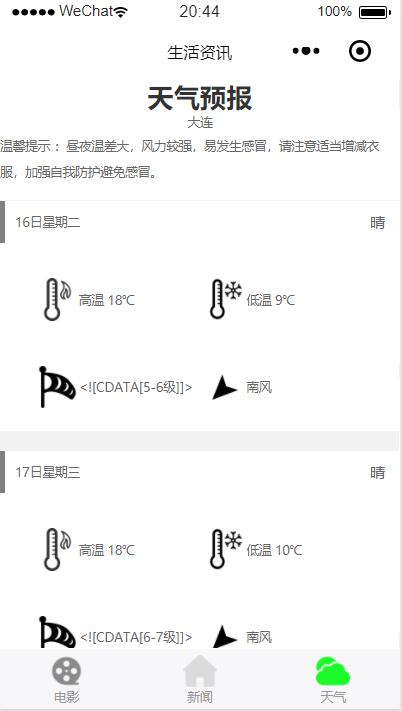 WeChat 20:44 100%
生活资讯
天气预报
大连
温馨提示 ：昼夜温差大，风力较强，易发生感冒，请注意适当增减衣
服，加强自我防护避免感冒。
16日星期二 晴
高温 18℃ 低温 9℃
<![CDATA[5-6级]]> 南风
17日星期三 晴
高温 18℃ 低温 10℃
<![CDATA[6-7级]]> 南风
电影 新闻 天气